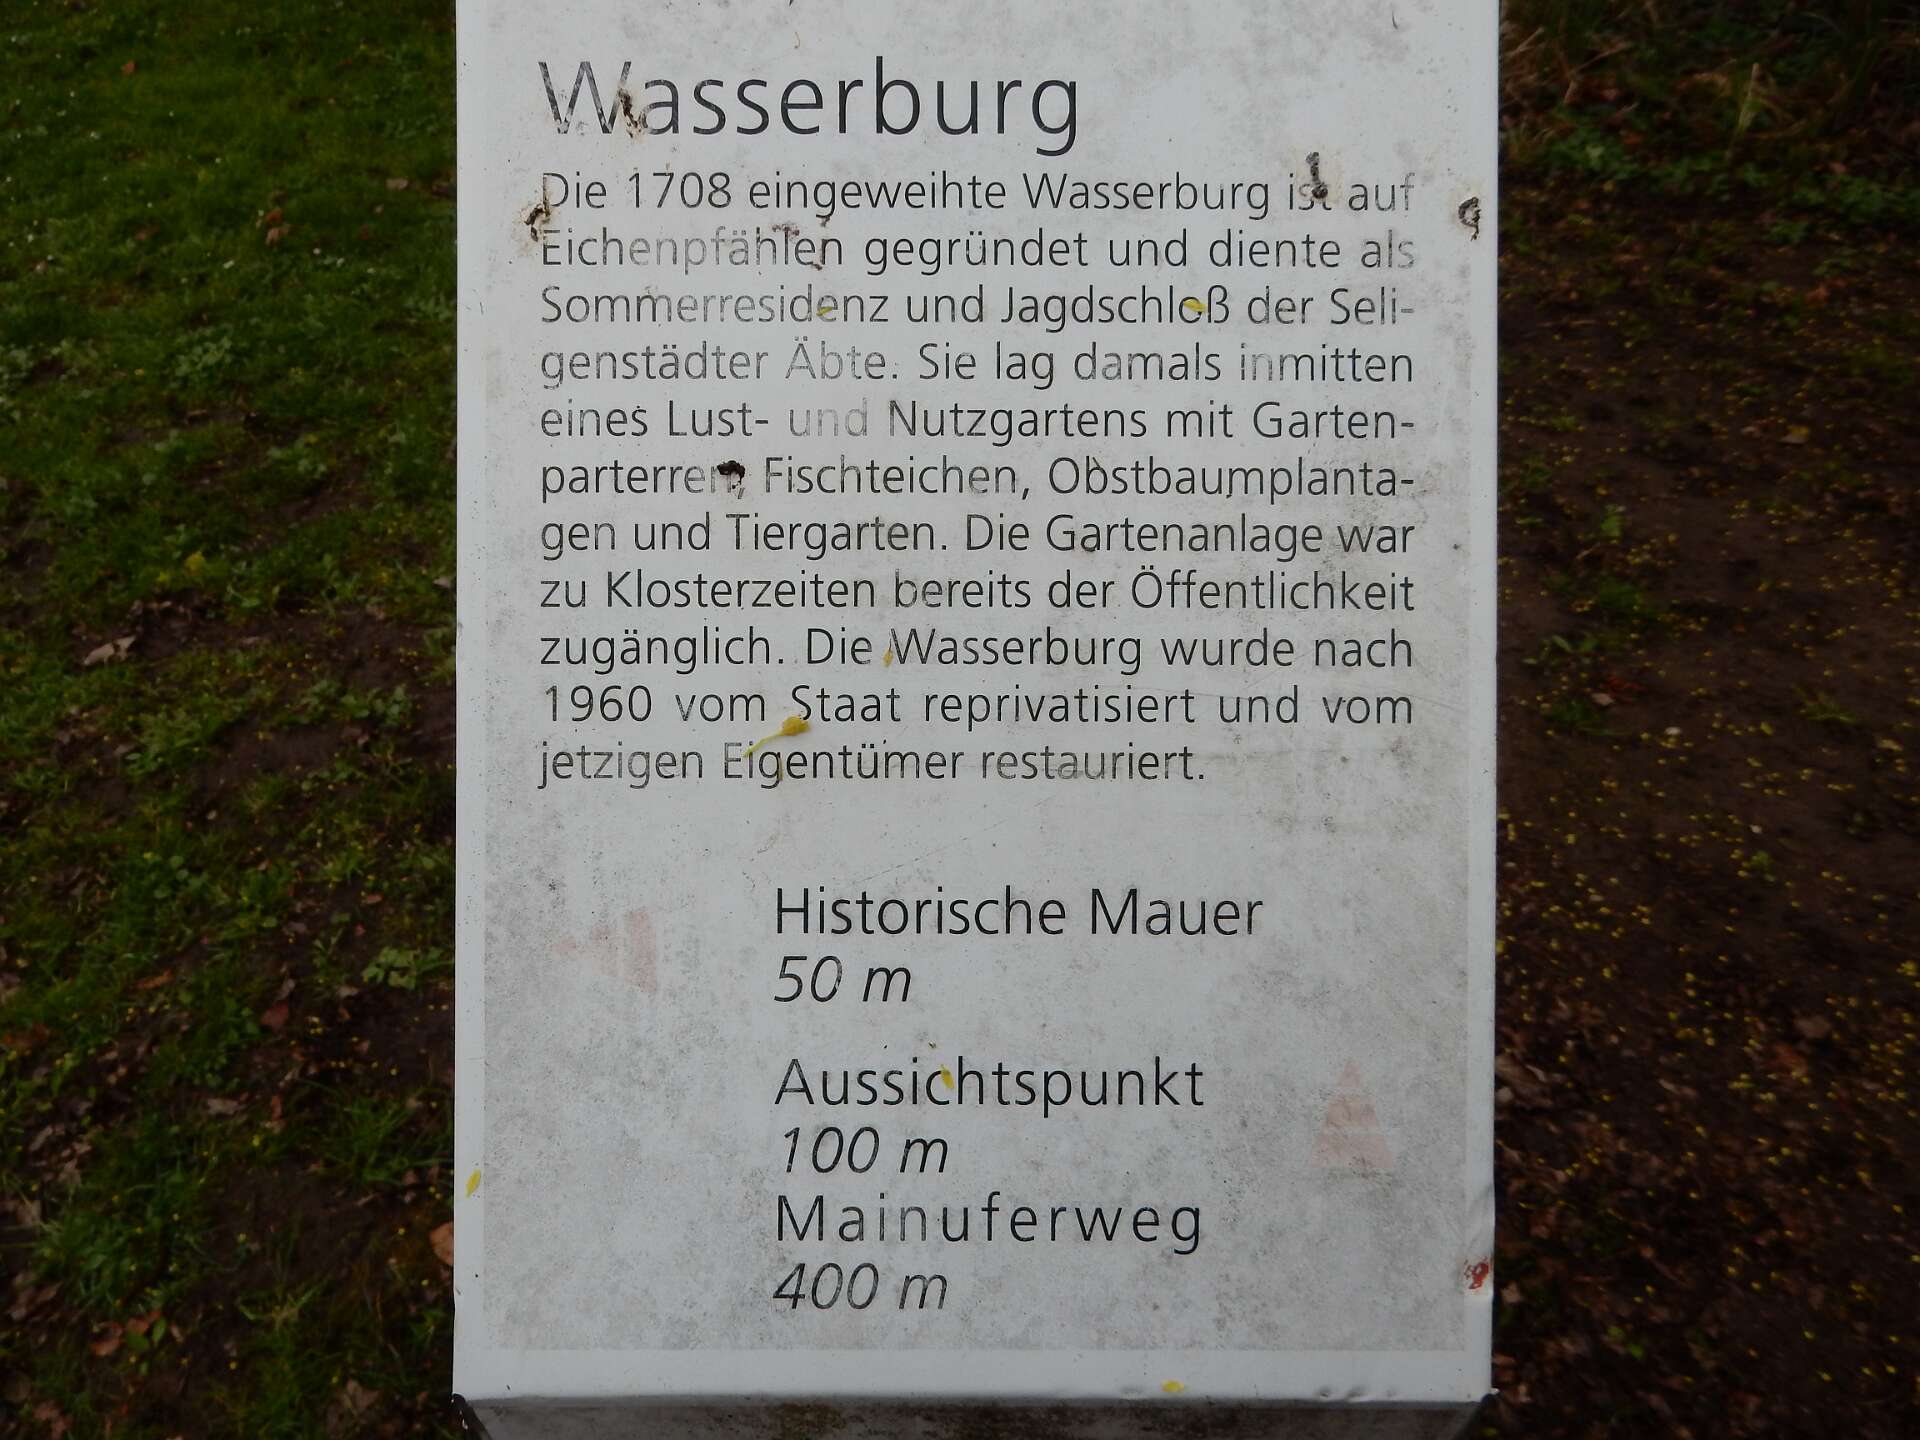 Wasserburg
Die 1708 eingeweihte Wasserburg ist auf
Eichenpfählen gegründet und diente als
Sommerresidenz und Jagdschloß der Seli-
genstädter Äbte. Sie lag damals inmitten
eines Lust- und Nutzgartens mit Garten-
parterren, Fischteichen, Obstbaumplanta-
gen und Tiergarten. Die Gartenanlage war
zu Klosterzeiten bereits der Öffentlichkeit
zugänglich. Die Wasserburg wurde nach
1960 vom Staat reprivatisiert und vom
jetzigen Eigentümer restauriert.
Historische Mauer
50 m
Aussichtspunkt
100 m
Mainuferweg
400 m